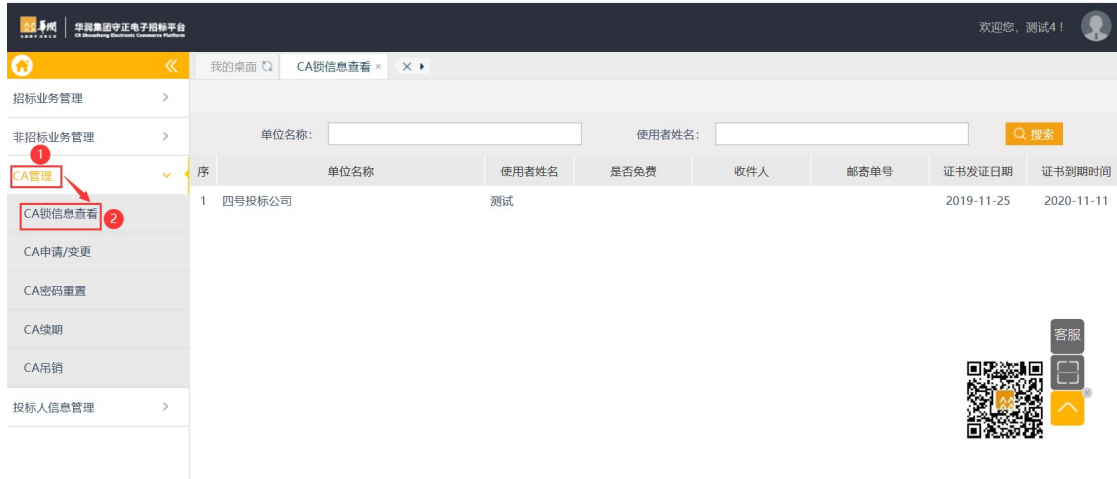 华润 华润集团守正电子招标平台 欢迎您，测试4！
CR Shouzheng Electronic Commerce Platform
我的桌面 CA锁信息查看 × ×
招标业务管理 >
非招标业务管理 >
单位名称： 使用者姓名： 搜索
1
CA管理
序 单位名称 使用者姓名 是否免费 收件人 邮寄单号 证书发证日期 证书到期时间
1 四号投标公司 测试 2019-11-25 2020-11-11
CA锁信息查看 2
CA申请/变更
CA密码重置
CA续期
客服
CA吊销
投标人信息管理 >